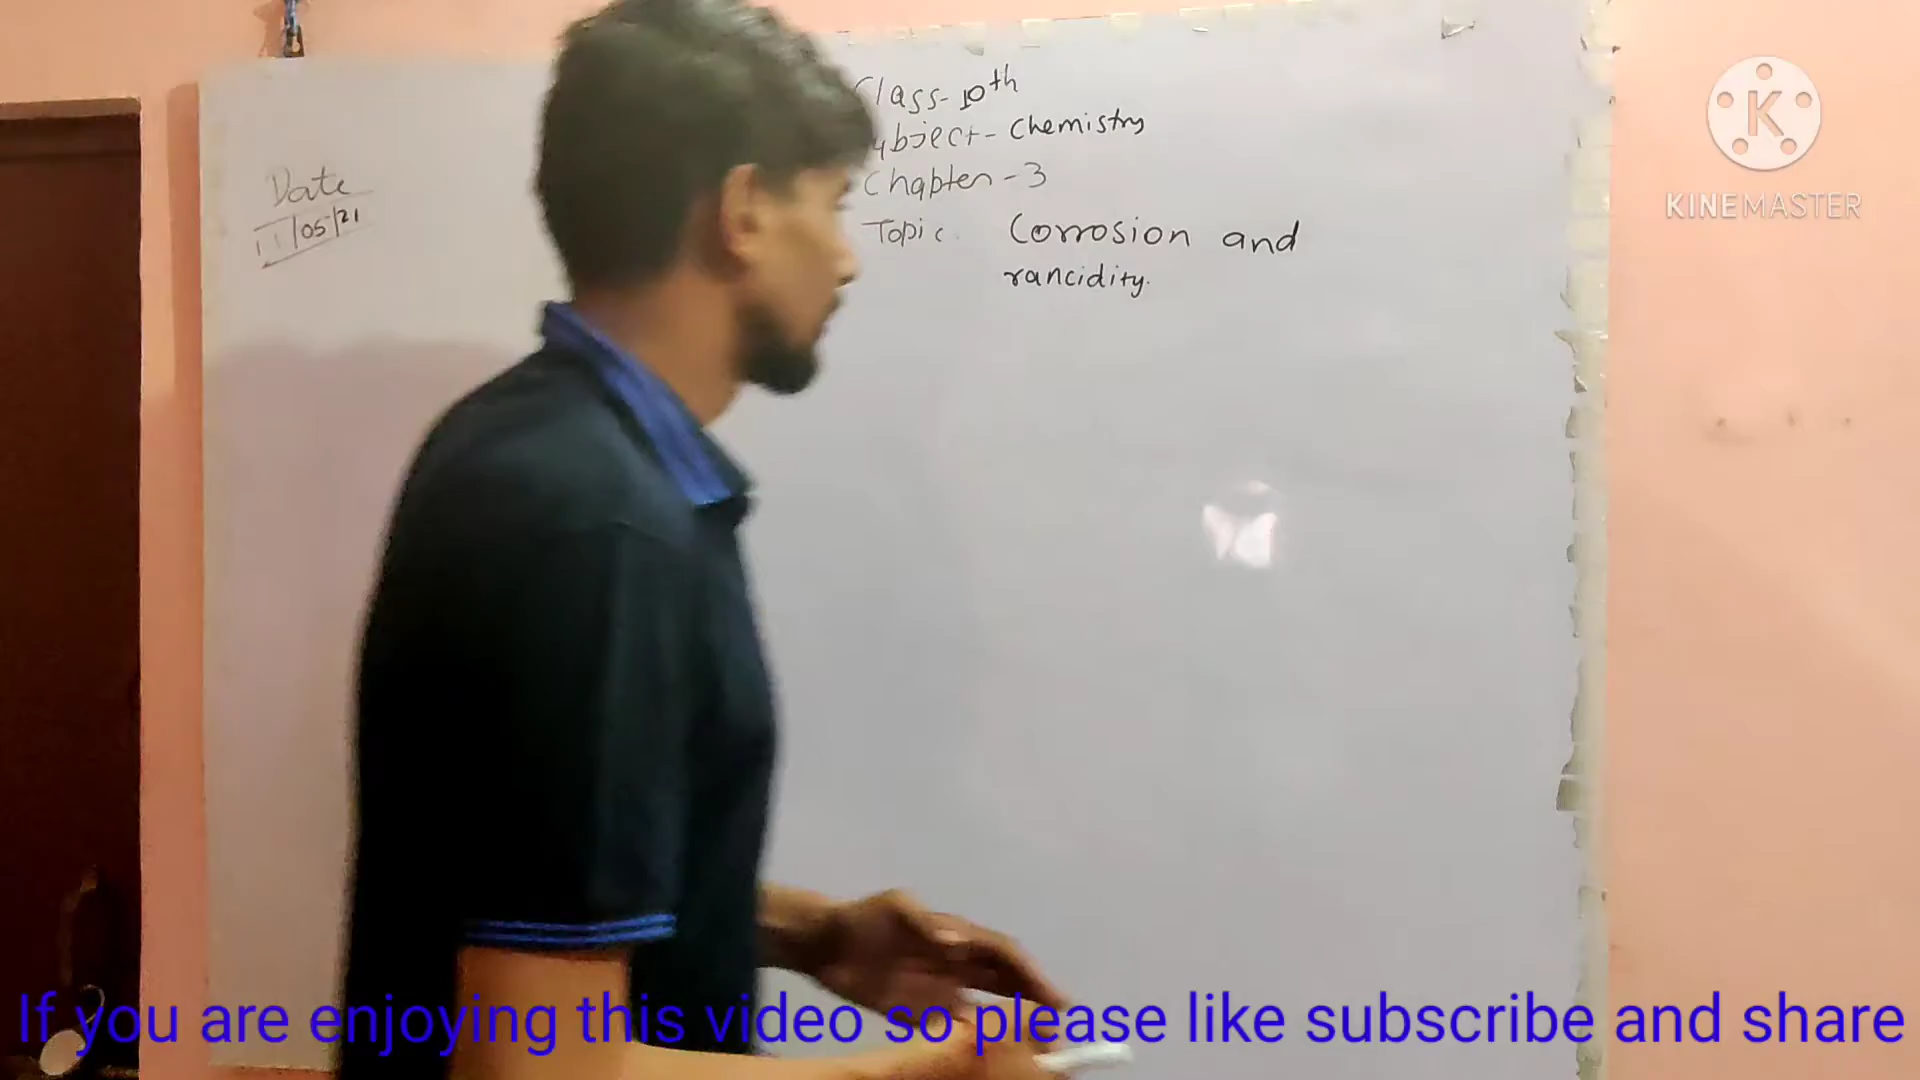 Class-10th
Subject-Chemistry
Chapter-3
Topic Corrosion and
rancidity.
Date
11/05/21
KINEMASTER
If you are enjoying this video so please like subscribe and share